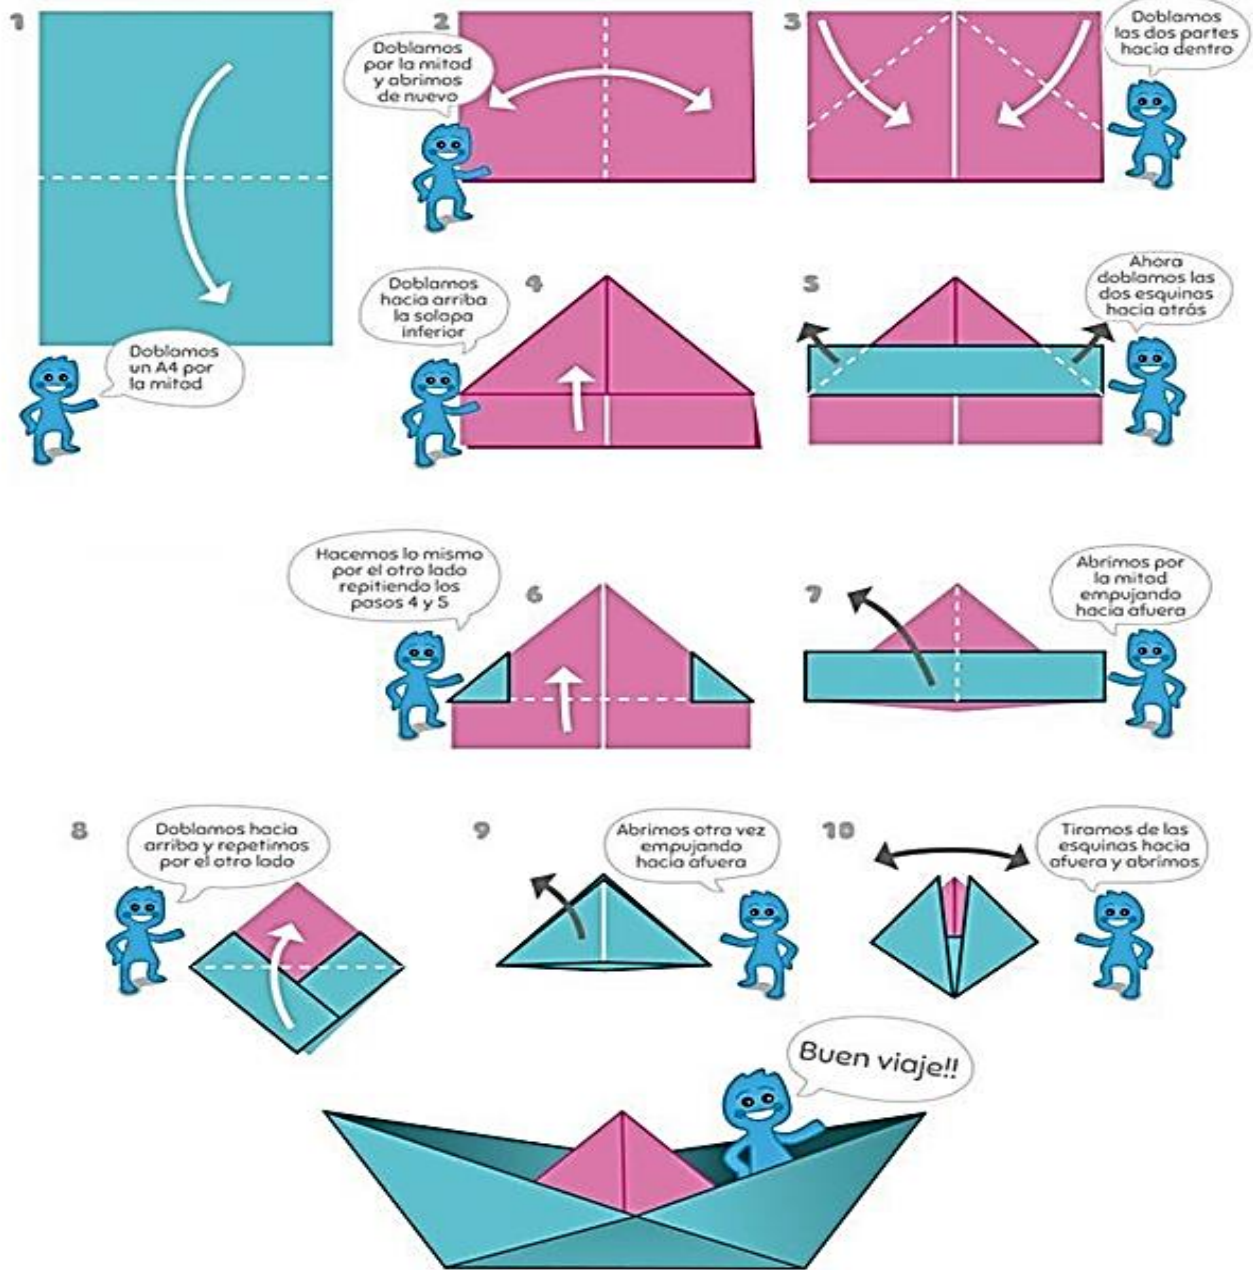 1
Doblamos
un A4 por
la mitad
2
Doblamos
por la mitad
y abrimos
de nuevo
3
Doblamos
las dos partes
hacia dentro
4
Doblamos
hacia arriba
la solapa
inferior
5
Ahora
doblamos las
dos esquinas
hacia atrás
6
Hacemos lo mismo
por el otro lado
repitiendo los
pasos 4 y 5
7
Abrimos por
la mitad
empujando
hacia afuera
8
Doblamos hacia
arriba y repetimos
por el otro lado
9
Abrimos otra vez
empujando
hacia afuera
10
Tiramos de las
esquinas hacia
afuera y abrimos
Buen viaje!!